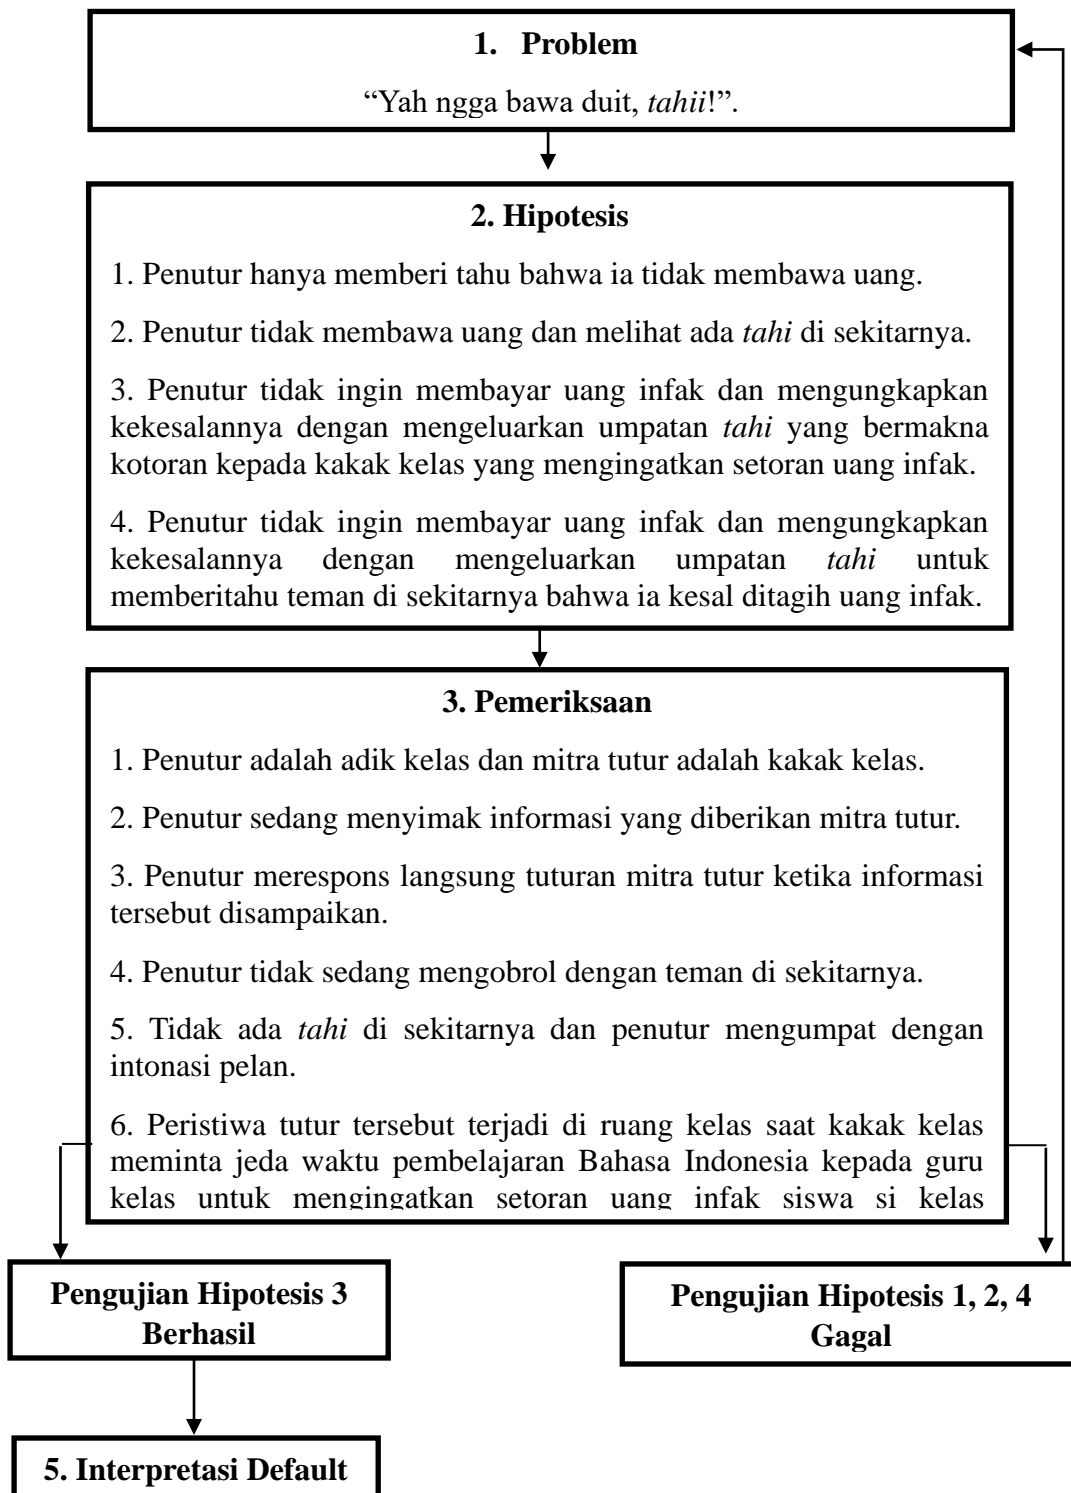 1. Problem
“Yah ngga bawa duit, tahii!”.
2. Hipotesis
1. Penutur hanya memberi tahu bahwa ia tidak membawa uang.
2. Penutur tidak membawa uang dan melihat ada tahi di sekitarnya.
3. Penutur tidak ingin membayar uang infak dan mengungkapkan
kekesalannya dengan mengeluarkan umpatan tahi yang bermakna
kotoran kepada kakak kelas yang mengingatkan setoran uang infak.
4. Penutur tidak ingin membayar uang infak dan mengungkapkan
kekesalannya dengan mengeluarkan umpatan tahi untuk
memberitahu teman di sekitarnya bahwa ia kesal ditagih uang infak.
3. Pemeriksaan
1. Penutur adalah adik kelas dan mitra tutur adalah kakak kelas.
2. Penutur sedang menyimak informasi yang diberikan mitra tutur.
3. Penutur merespons langsung tuturan mitra tutur ketika informasi
tersebut disampaikan.
4. Penutur tidak sedang mengobrol dengan teman di sekitarnya.
5. Tidak ada tahi di sekitarnya dan penutur mengumpat dengan
intonasi pelan.
6. Peristiwa tutur tersebut terjadi di ruang kelas saat kakak kelas
meminta jeda waktu pembelajaran Bahasa Indonesia kepada guru
kelas untuk mengingatkan setoran uang infak siswa si kelas
Pengujian Hipotesis 3
Berhasil
Pengujian Hipotesis 1, 2, 4
Gagal
5. Interpretasi Default